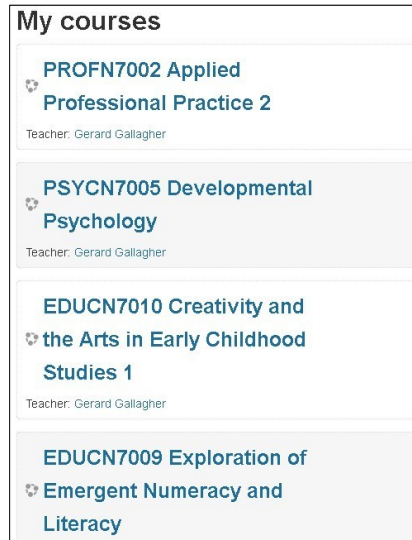 My courses
PROFN7002 Applied
Professional Practice 2
Teacher: Gerard Gallagher
PSYCN7005 Developmental
Psychology
Teacher: Gerard Gallagher
EDUCN7010 Creativity and
the Arts in Early Childhood
Studies 1
Teacher: Gerard Gallagher
EDUCN7009 Exploration of
Emergent Numeracy and
Literacy